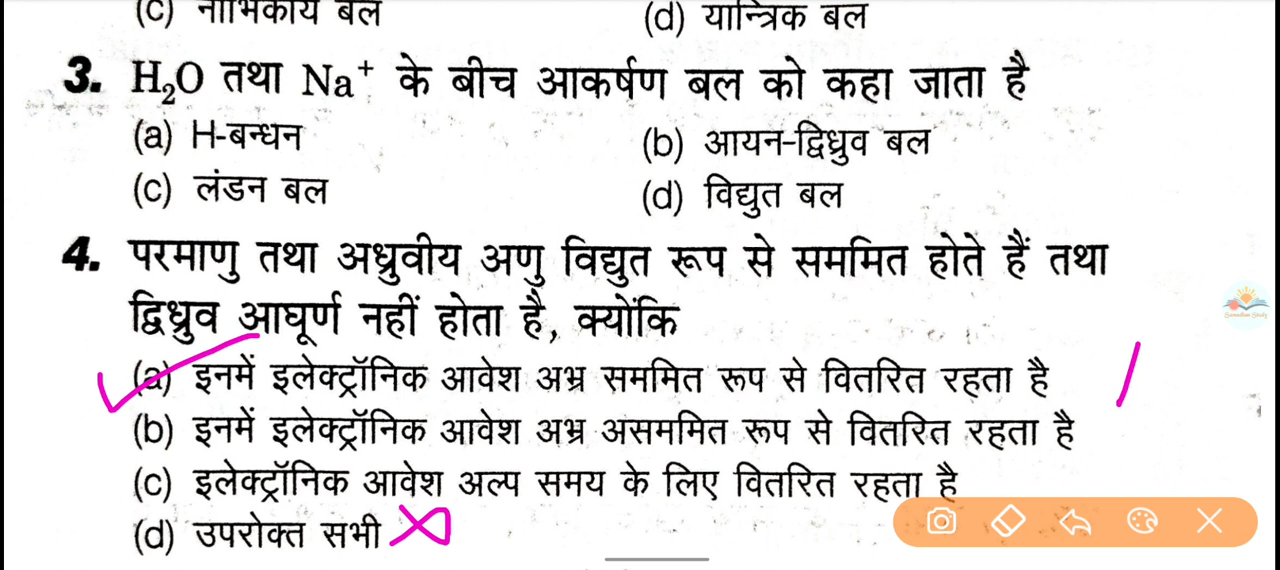 (c) नाभिकीय बल (d) यान्त्रिक बल
3. H₂O तथा Na⁺ के बीच आकर्षण बल को कहा जाता है
(a) H-बन्धन (b) आयन-द्विध्रुव बल
(c) लंडन बल (d) विद्युत बल
4. परमाणु तथा अध्रुवीय अणु विद्युत रूप से सममित होते हैं तथा
द्विध्रुव आघूर्ण नहीं होता है, क्योंकि
(a) इनमें इलेक्ट्रॉनिक आवेश अभ्र सममित रूप से वितरित रहता है
(b) इनमें इलेक्ट्रॉनिक आवेश अभ्र असममित रूप से वितरित रहता है
(c) इलेक्ट्रॉनिक आवेश अल्प समय के लिए वितरित रहता है
(d) उपरोक्त सभी